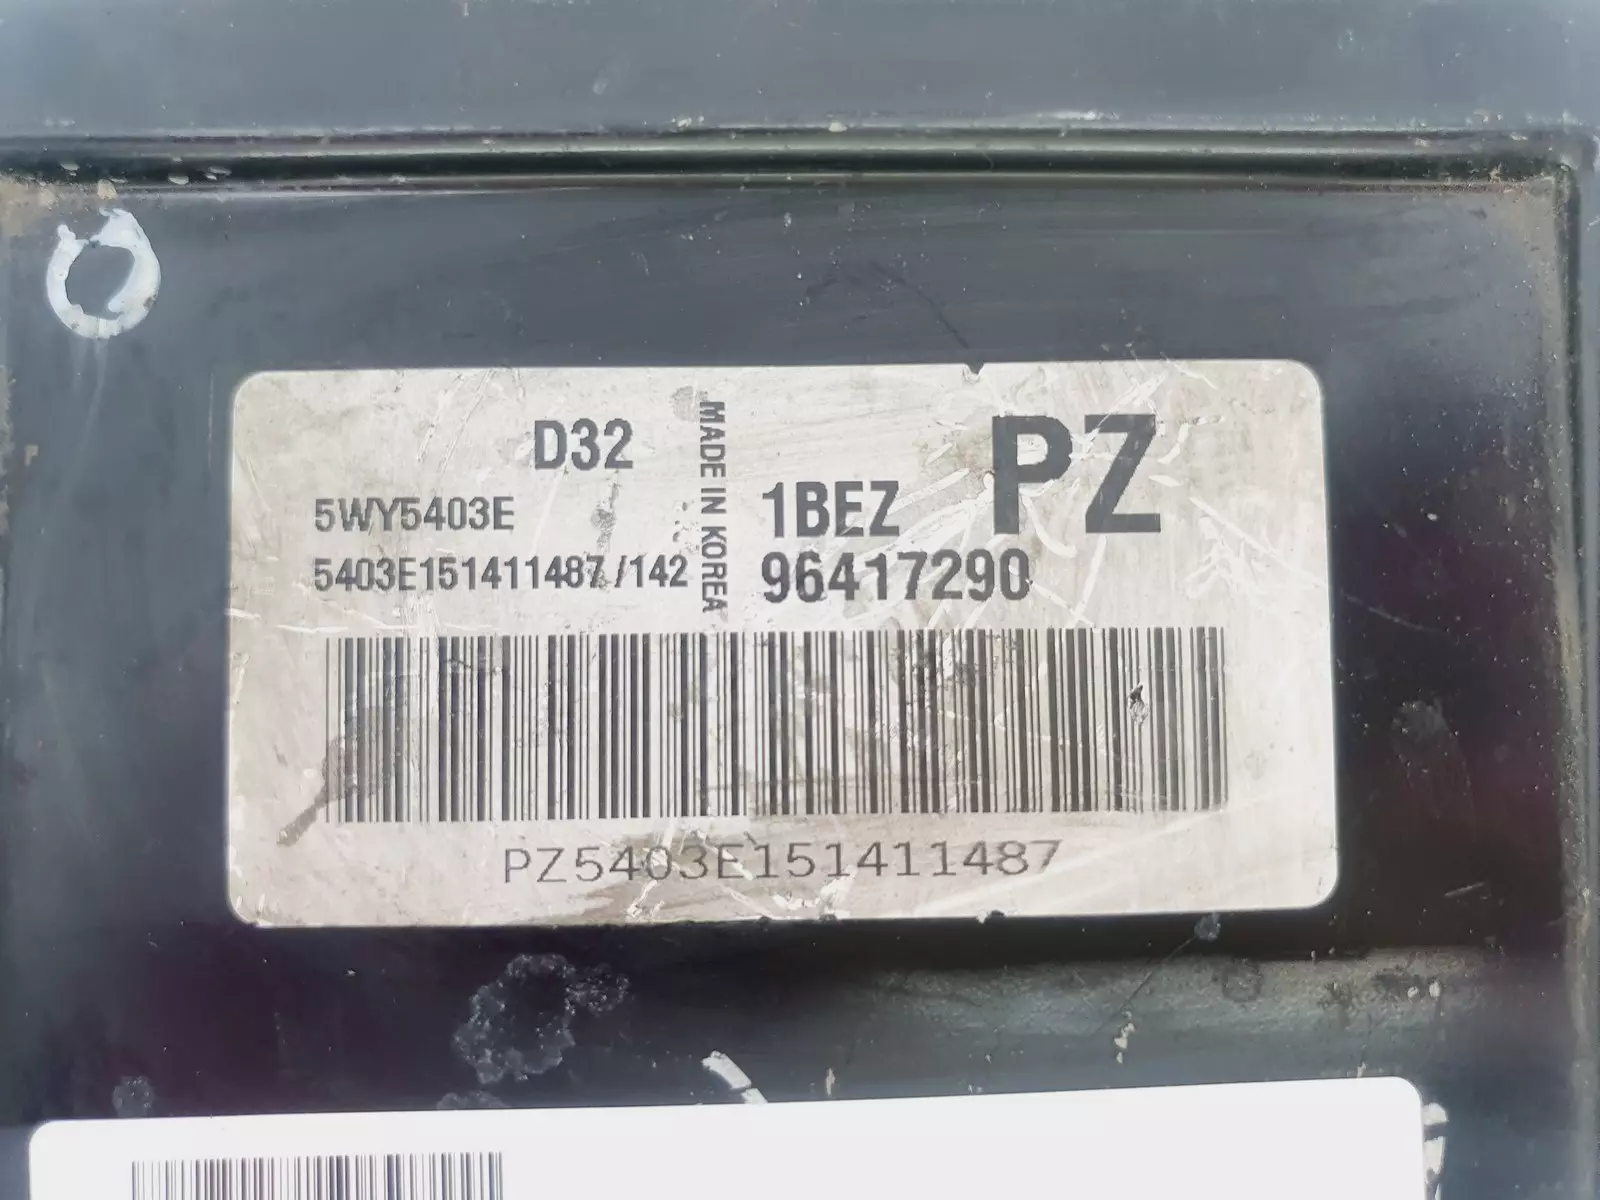 D32
5WY5403E
5403E151411487 /142
MADE IN KOREA
PZ
1BEZ
96417290
PZ5403E151411487